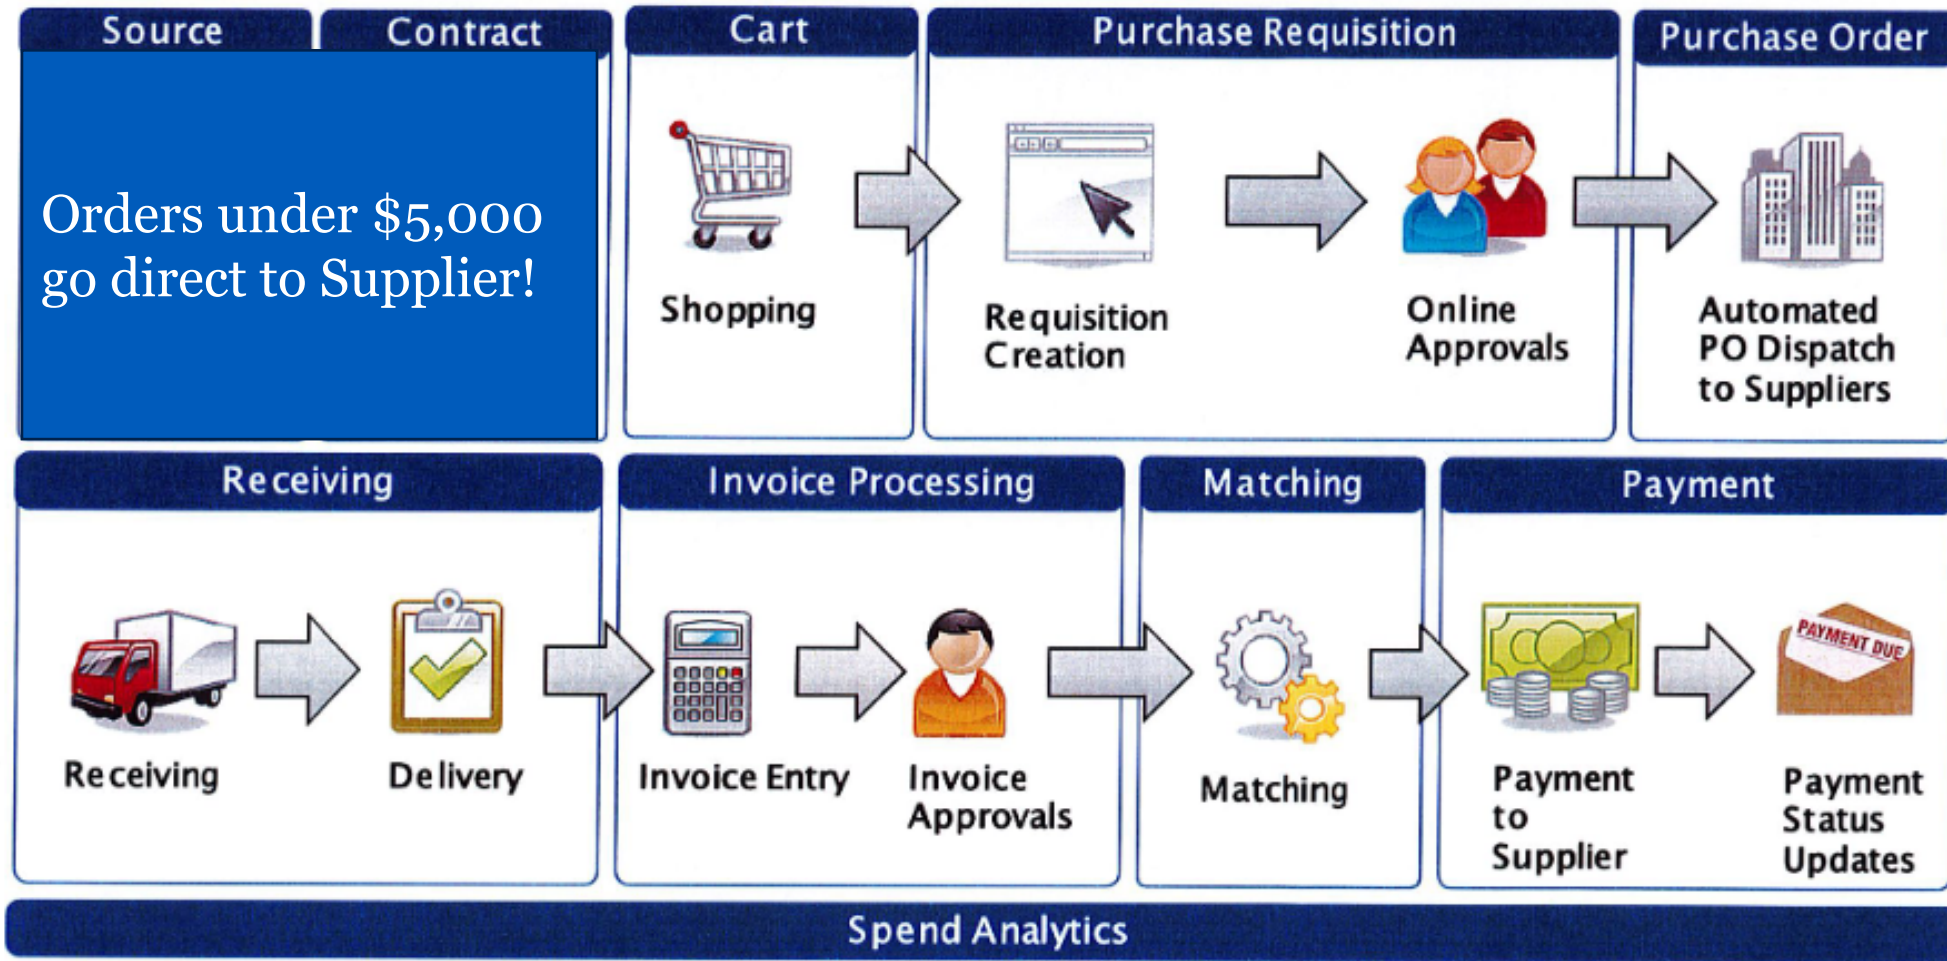 Source
Contract
Cart
Purchase Requisition
Purchase Order
Orders under $5,000
go direct to Supplier!
Shopping
Requisition
Creation
Online
Approvals
Automated
PO Dispatch
to Suppliers
Receiving
Invoice Processing
Matching
Payment
Receiving
Delivery
Invoice Entry
Invoice
Approvals
Matching
Payment
to
Supplier
PAYMENT DUE
Payment
Status
Updates
Spend Analytics